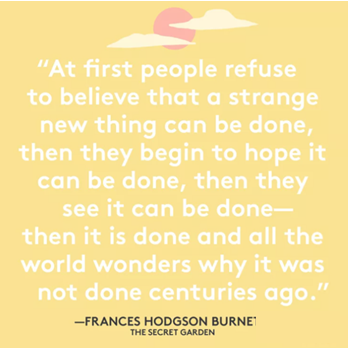 “At first people refuse
to believe that a strange
new thing can be done,
then they begin to hope it
can be done, then they
see it can be done—
then it is done and all the
world wonders why it was
not done centuries ago.”
—FRANCES HODGSON BURNET
THE SECRET GARDEN